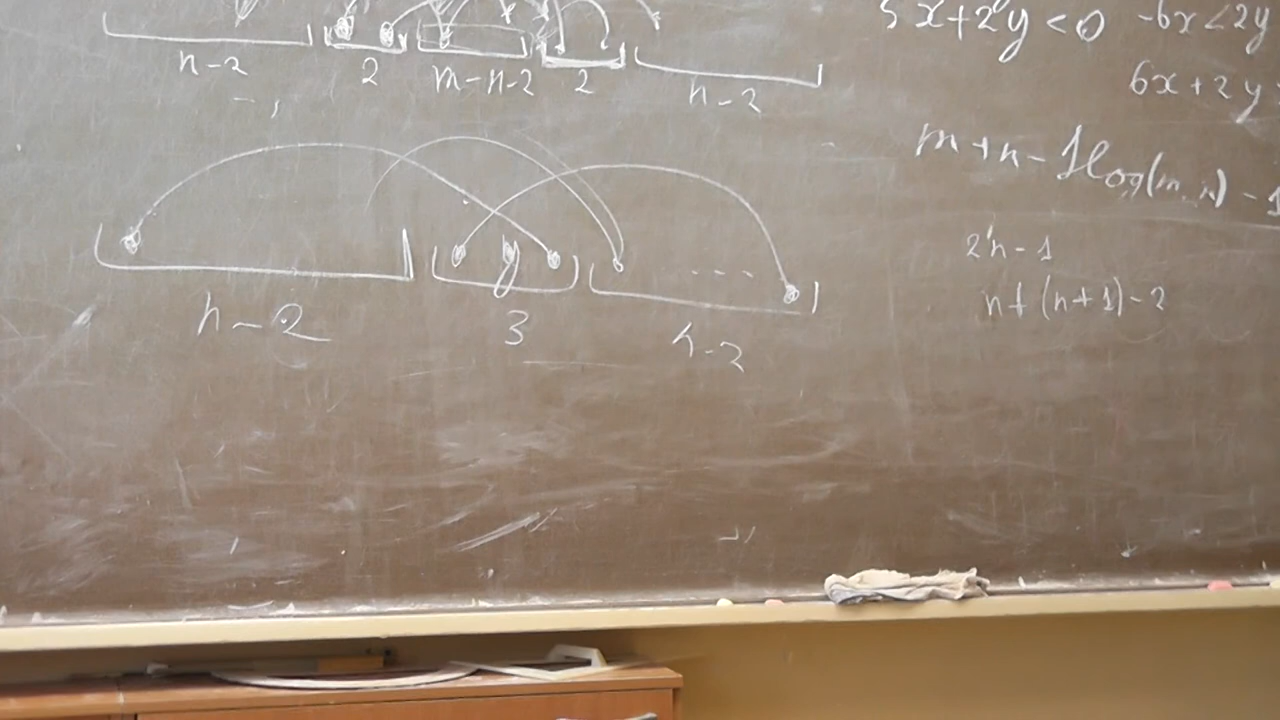 n-2 2 m-n-2 2 n-2
n-2 3 n-2
5x+2y<0 -6x<2y
6x+2y
m+n-1
2n-1
n+(n+1)-2